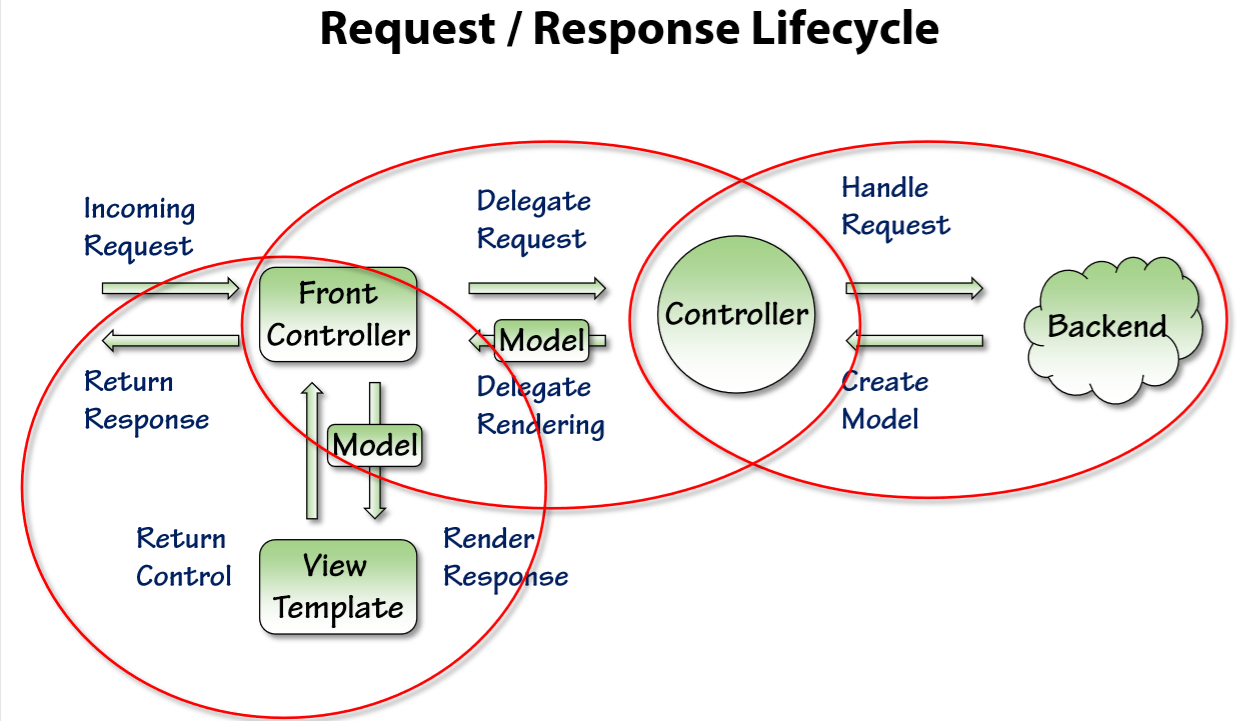 Request / Response Lifecycle
Incoming
Request
Delegate
Request
Handle
Request
Front
Controller
Controller
Backend
Model
Return
Response
Delegate
Rendering
Create
Model
Model
Return
Control
Render
Response
View
Template